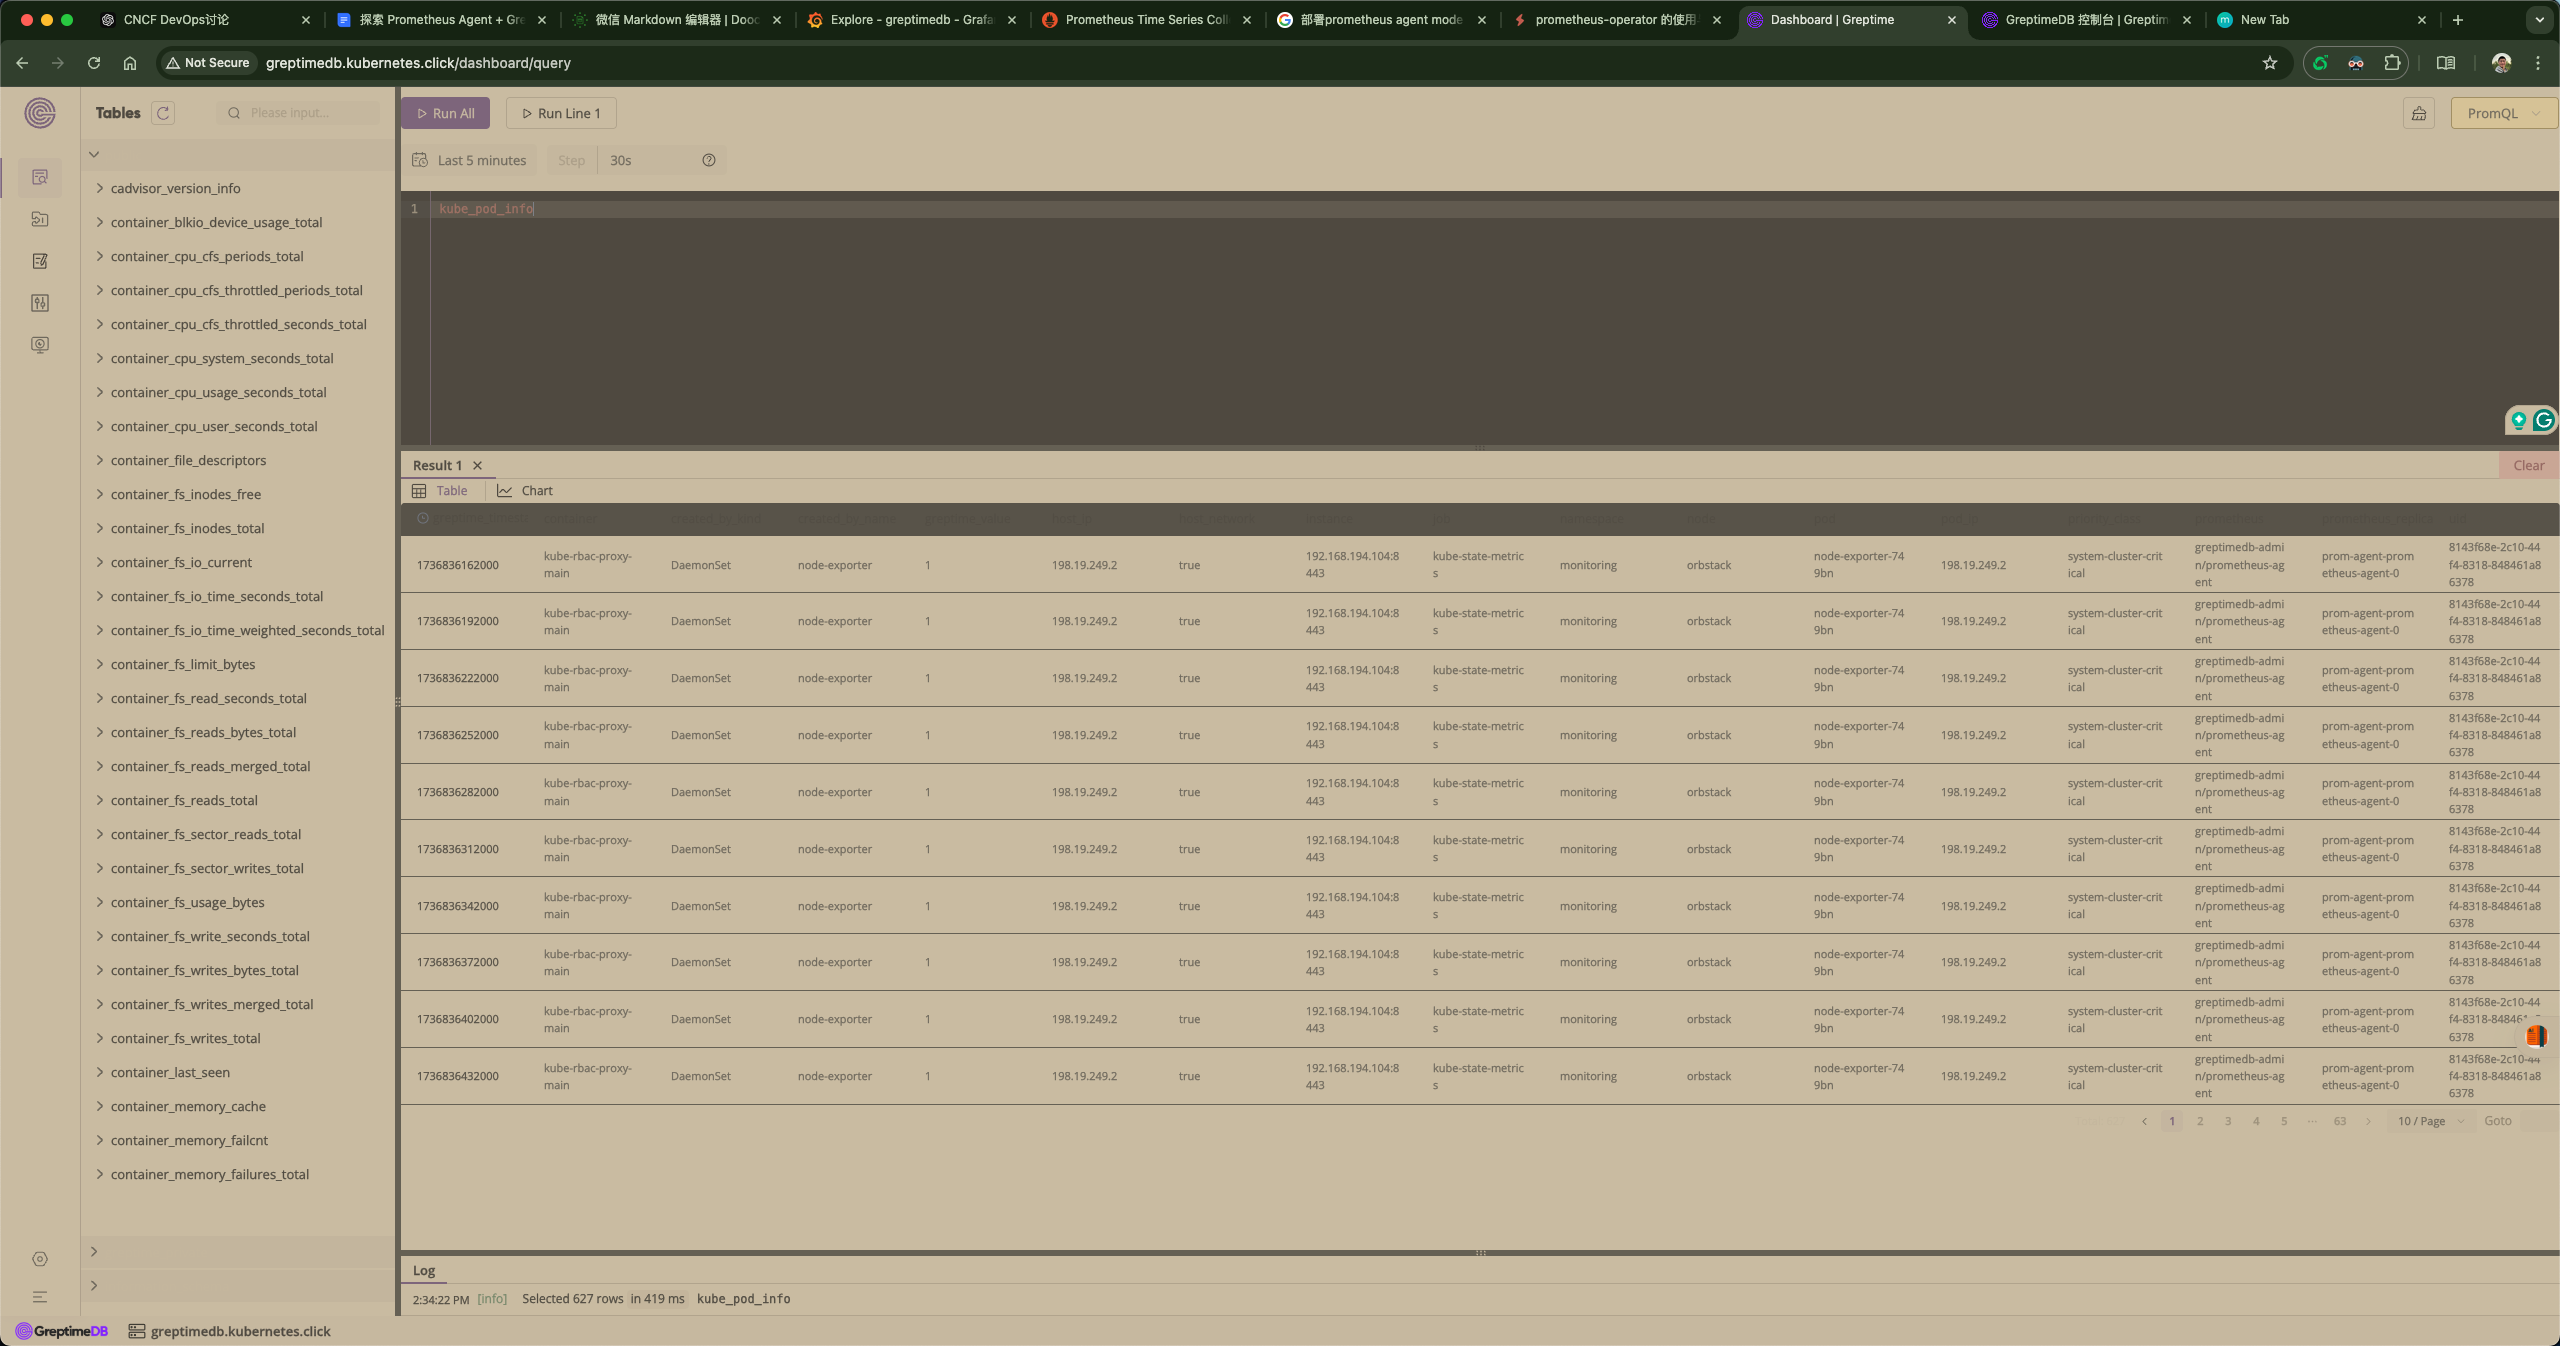 CNCF DevOps讨论
探索 Prometheus Agent + Gre
微信 Markdown 编辑器 | Dooc
Explore - greptimedb - Grafa
Prometheus Time Series Coll
部署prometheus agent mode
prometheus-operator 的使用
Dashboard | Greptime
GreptimeDB 控制台 | Greptim
New Tab
Not Secure
greptimedb.kubernetes.click/dashboard/query
Tables
Please input...
Run All
Run Line 1
PromQL
Last 5 minutes
Step
30s
cadvisor_version_info
container_blkio_device_usage_total
container_cpu_cfs_periods_total
container_cpu_cfs_throttled_periods_total
container_cpu_cfs_throttled_seconds_total
container_cpu_system_seconds_total
container_cpu_usage_seconds_total
container_cpu_user_seconds_total
container_file_descriptors
container_fs_inodes_free
container_fs_inodes_total
container_fs_io_current
container_fs_io_time_seconds_total
container_fs_io_time_weighted_seconds_total
container_fs_limit_bytes
container_fs_read_seconds_total
container_fs_reads_bytes_total
container_fs_reads_merged_total
container_fs_reads_total
container_fs_sector_reads_total
container_fs_sector_writes_total
container_fs_usage_bytes
container_fs_write_seconds_total
container_fs_writes_bytes_total
container_fs_writes_merged_total
container_fs_writes_total
container_last_seen
container_memory_cache
container_memory_failcnt
container_memory_failures_total
1
kube_pod_info
Result 1
Clear
Table
Chart
1736836162000 kube-rbac-proxy-main DaemonSet node-exporter 1 198.19.249.2 true 192.168.194.104:8443 kube-state-metrics monitoring orbstack node-exporter-749bn 198.19.249.2 system-cluster-critical greptimedb-admin/prometheus-agent prom-agent-prometheus-agent-0 8143f68e-2c10-44f4-8318-848461a86378
1736836192000 kube-rbac-proxy-main DaemonSet node-exporter 1 198.19.249.2 true 192.168.194.104:8443 kube-state-metrics monitoring orbstack node-exporter-749bn 198.19.249.2 system-cluster-critical greptimedb-admin/prometheus-agent prom-agent-prometheus-agent-0 8143f68e-2c10-44f4-8318-848461a86378
1736836222000 kube-rbac-proxy-main DaemonSet node-exporter 1 198.19.249.2 true 192.168.194.104:8443 kube-state-metrics monitoring orbstack node-exporter-749bn 198.19.249.2 system-cluster-critical greptimedb-admin/prometheus-agent prom-agent-prometheus-agent-0 8143f68e-2c10-44f4-8318-848461a86378
1736836252000 kube-rbac-proxy-main DaemonSet node-exporter 1 198.19.249.2 true 192.168.194.104:8443 kube-state-metrics monitoring orbstack node-exporter-749bn 198.19.249.2 system-cluster-critical greptimedb-admin/prometheus-agent prom-agent-prometheus-agent-0 8143f68e-2c10-44f4-8318-848461a86378
1736836282000 kube-rbac-proxy-main DaemonSet node-exporter 1 198.19.249.2 true 192.168.194.104:8443 kube-state-metrics monitoring orbstack node-exporter-749bn 198.19.249.2 system-cluster-critical greptimedb-admin/prometheus-agent prom-agent-prometheus-agent-0 8143f68e-2c10-44f4-8318-848461a86378
1736836312000 kube-rbac-proxy-main DaemonSet node-exporter 1 198.19.249.2 true 192.168.194.104:8443 kube-state-metrics monitoring orbstack node-exporter-749bn 198.19.249.2 system-cluster-critical greptimedb-admin/prometheus-agent prom-agent-prometheus-agent-0 8143f68e-2c10-44f4-8318-848461a86378
1736836342000 kube-rbac-proxy-main DaemonSet node-exporter 1 198.19.249.2 true 192.168.194.104:8443 kube-state-metrics monitoring orbstack node-exporter-749bn 198.19.249.2 system-cluster-critical greptimedb-admin/prometheus-agent prom-agent-prometheus-agent-0 8143f68e-2c10-44f4-8318-848461a86378
1736836372000 kube-rbac-proxy-main DaemonSet node-exporter 1 198.19.249.2 true 192.168.194.104:8443 kube-state-metrics monitoring orbstack node-exporter-749bn 198.19.249.2 system-cluster-critical greptimedb-admin/prometheus-agent prom-agent-prometheus-agent-0 8143f68e-2c10-44f4-8318-848461a86378
1736836402000 kube-rbac-proxy-main DaemonSet node-exporter 1 198.19.249.2 true 192.168.194.104:8443 kube-state-metrics monitoring orbstack node-exporter-749bn 198.19.249.2 system-cluster-critical greptimedb-admin/prometheus-agent prom-agent-prometheus-agent-0 8143f68e-2c10-44f4-8318-848461a86378
1736836432000 kube-rbac-proxy-main DaemonSet node-exporter 1 198.19.249.2 true 192.168.194.104:8443 kube-state-metrics monitoring orbstack node-exporter-749bn 198.19.249.2 system-cluster-critical greptimedb-admin/prometheus-agent prom-agent-prometheus-agent-0 8143f68e-2c10-44f4-8318-848461a86378
1 2 3 4 5 ... 63 10 / Page Goto
Log
2:34:22 PM [info] Selected 627 rows in 419 ms kube_pod_info
GreptimeDB greptimedb.kubernetes.click